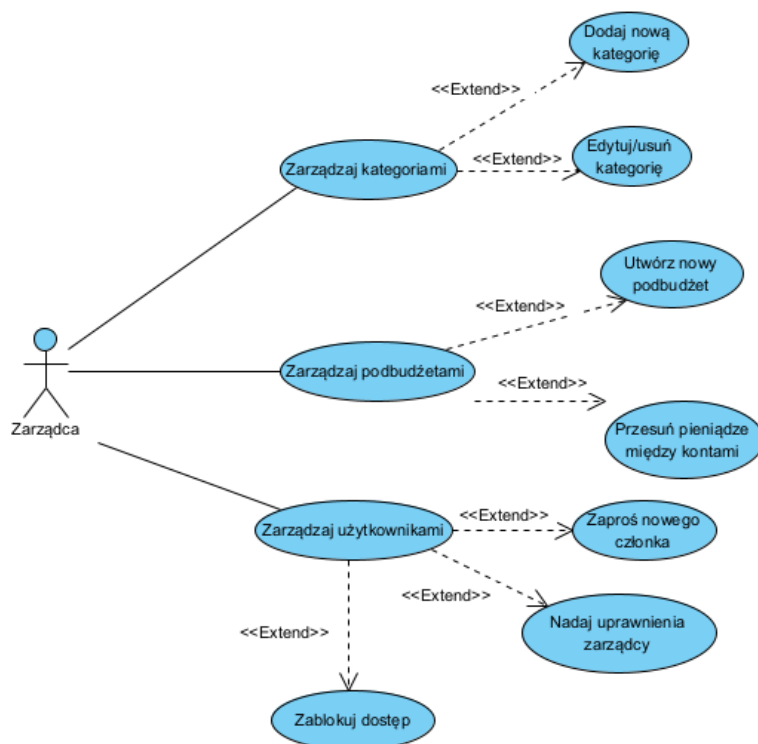 Dodaj nową
kategorię
<<Extend>>
Zarządzaj kategoriami
<<Extend>>
Edytuj/usuń
kategorię
Utwórz nowy
podbudżet
<<Extend>>
Zarządzaj podbudżetami
<<Extend>>
Zarządca
Przesuń pieniądze
między kontami
Zarządzaj użytkownikami
<<Extend>>
Zaproś nowego
członka
<<Extend>>
Nadaj uprawnienia
zarządcy
<<Extend>>
Zablokuj dostęp